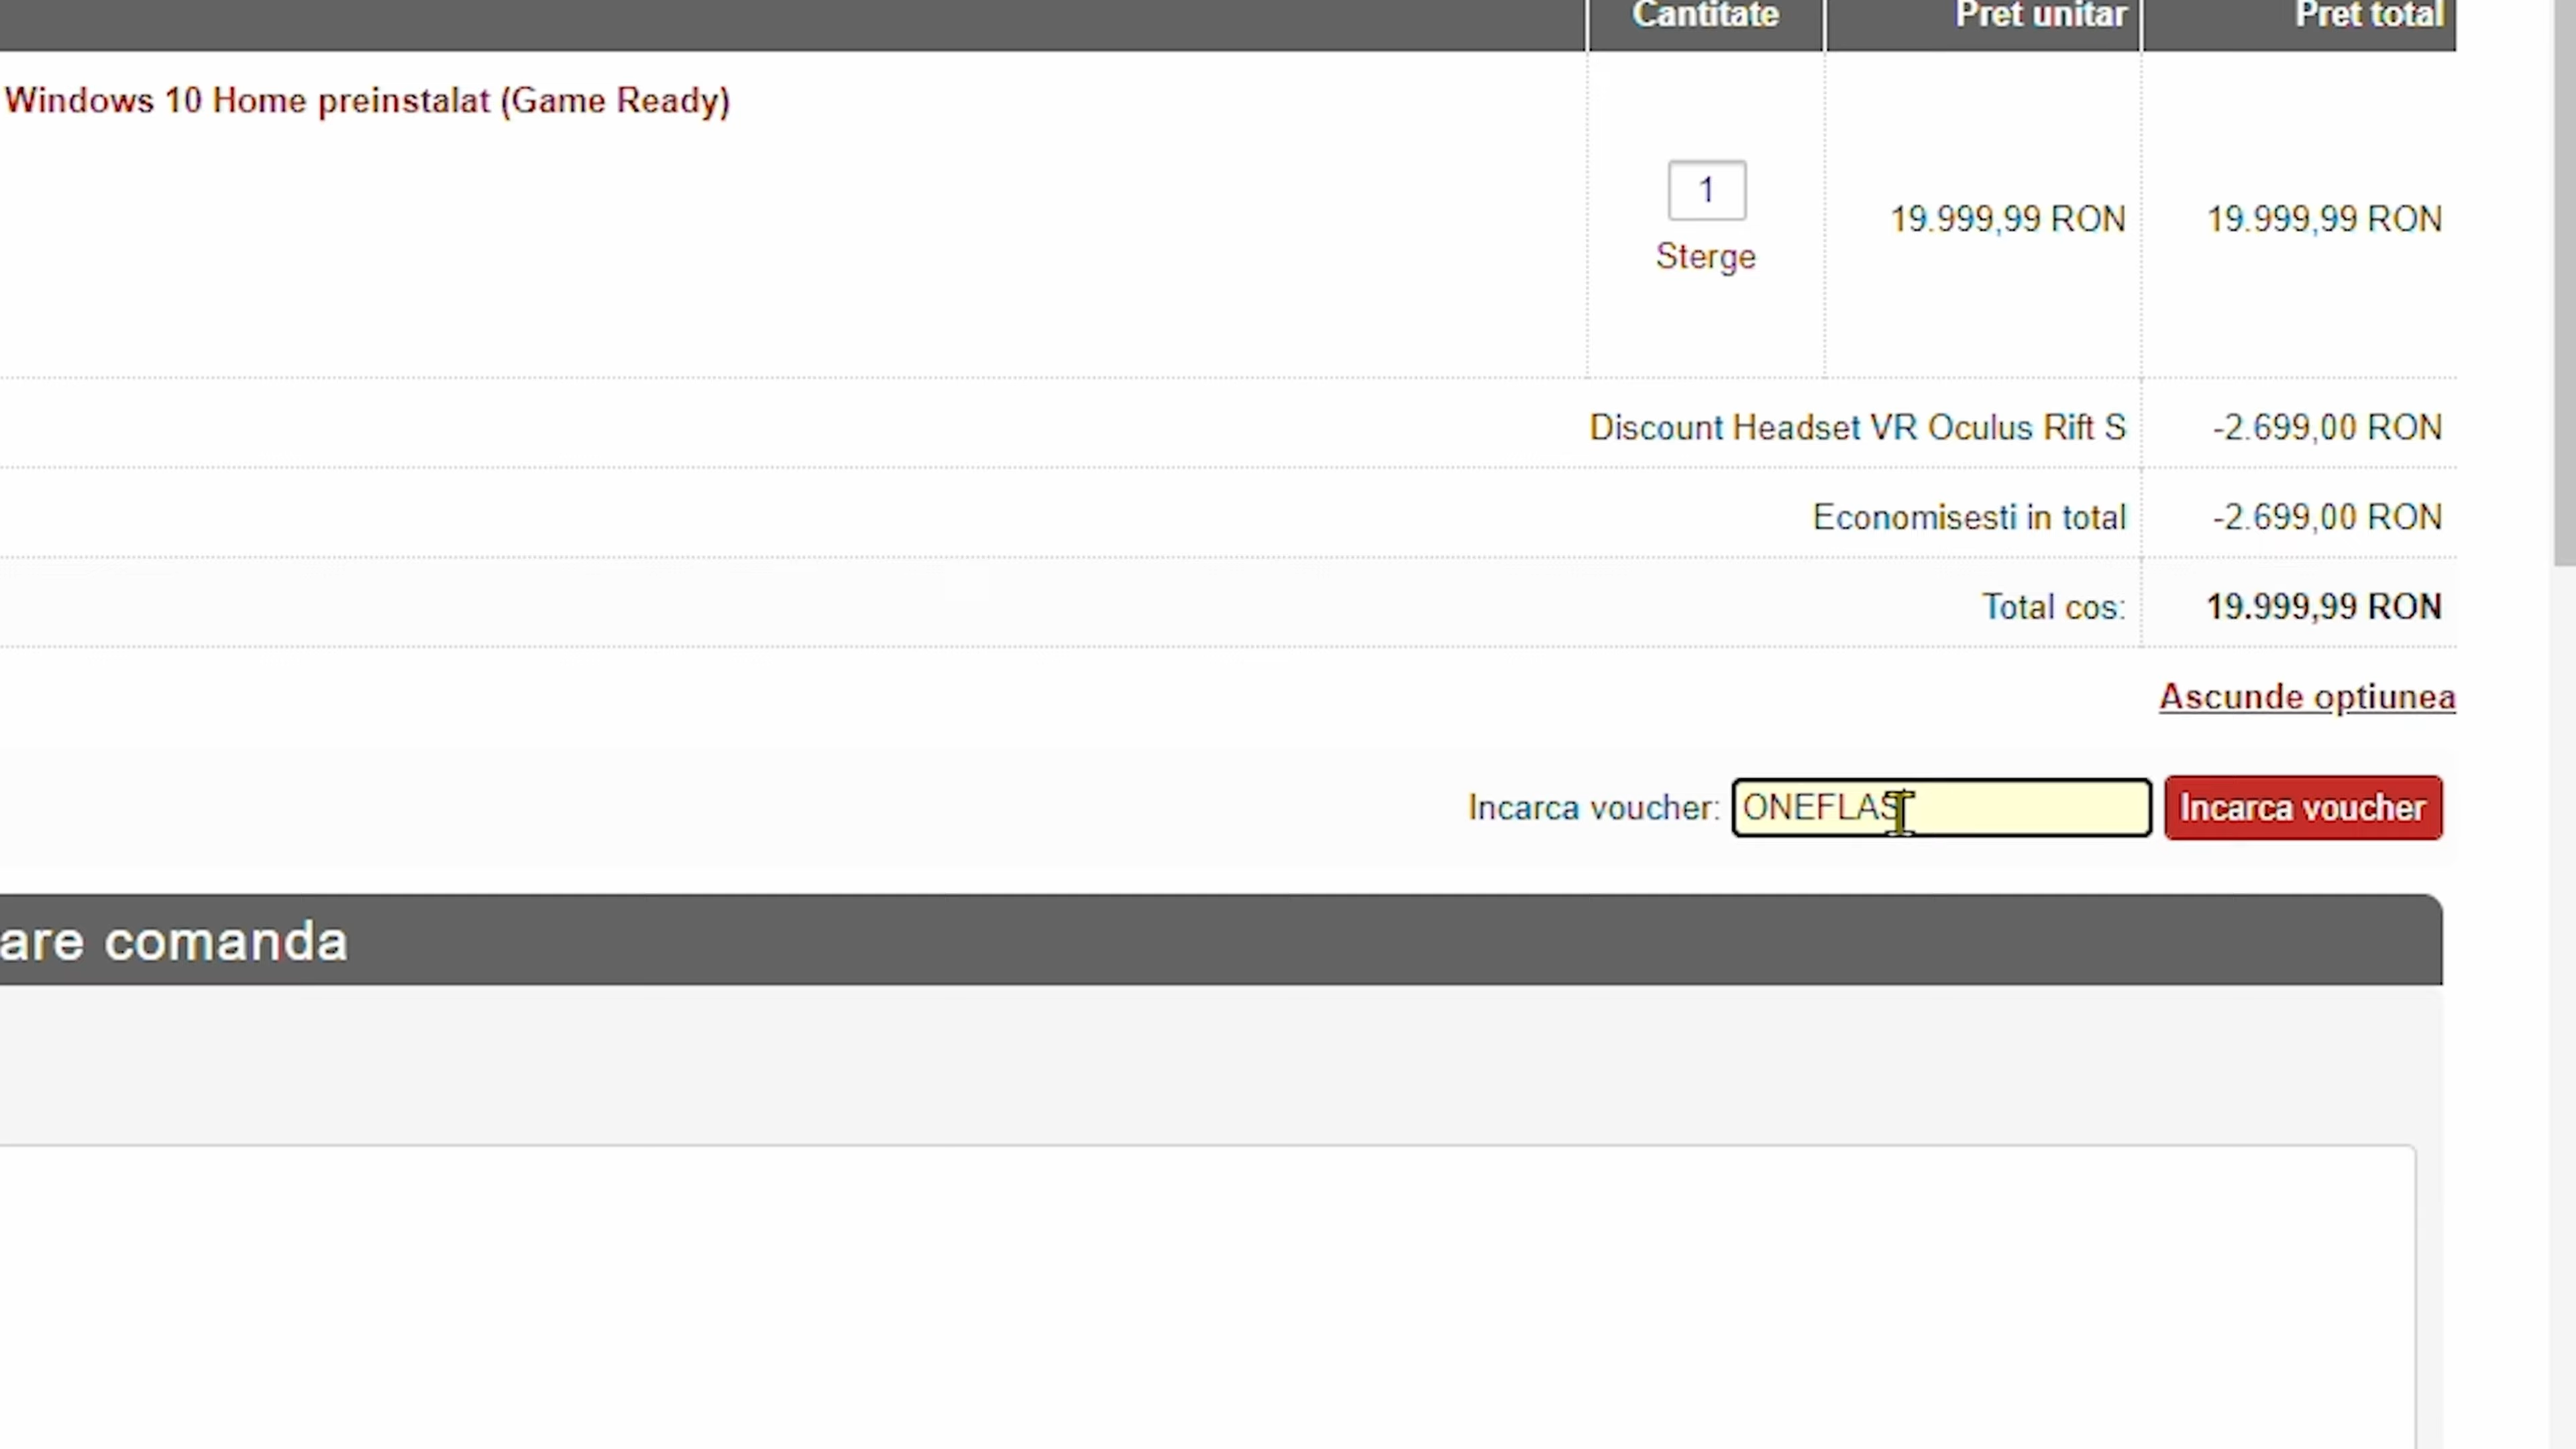 Cantitate Pret unitar Pret total
Windows 10 Home preinstalat (Game Ready)
1
Sterge
19.999,99 RON 19.999,99 RON
Discount Headset VR Oculus Rift S -2.699,00 RON
Economisesti in total -2.699,00 RON
Total cos: 19.999,99 RON
Ascunde optiunea
Incarca voucher: ONEFLAS Incarca voucher
are comanda